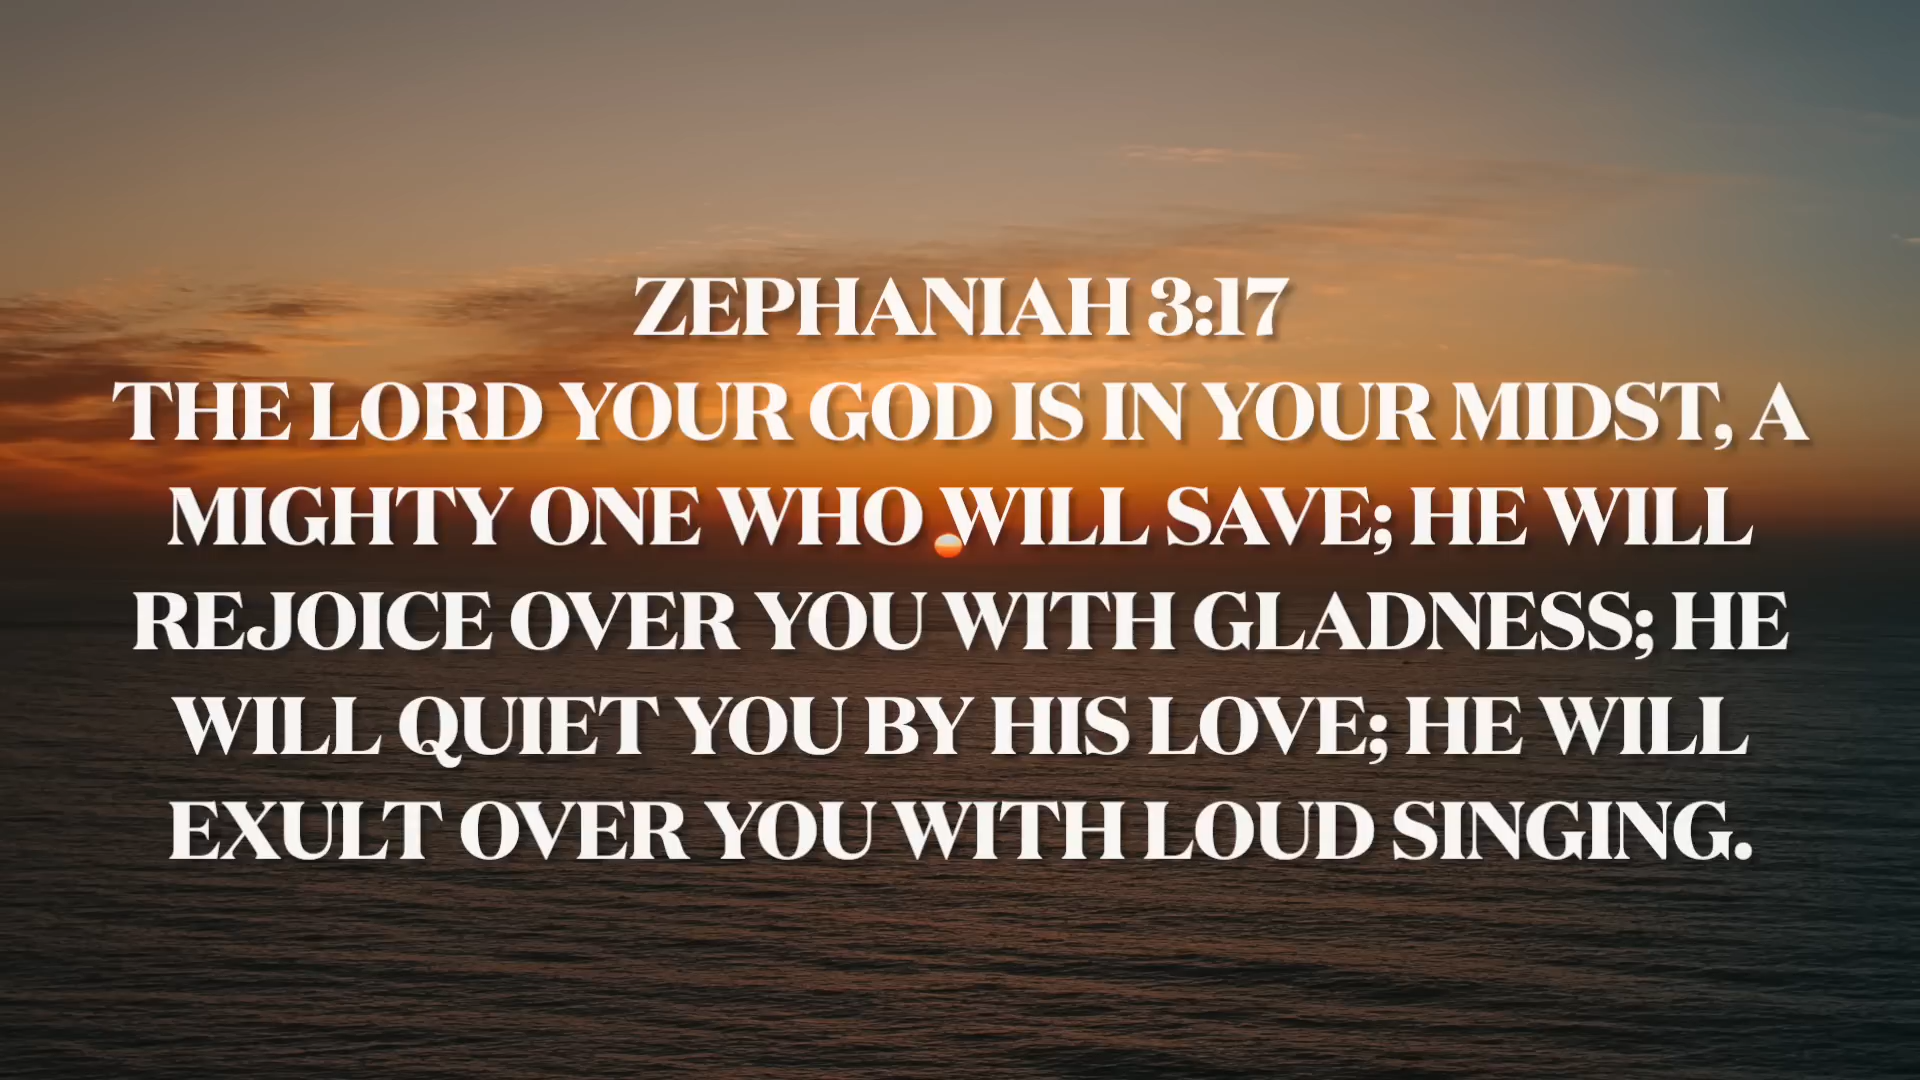 ZEPHANIAH 3:17
THE LORD YOUR GOD IS IN YOUR MIDST, A
MIGHTY ONE WHO WILL SAVE; HE WILL
REJOICE OVER YOU WITH GLADNESS; HE
WILL QUIET YOU BY HIS LOVE; HE WILL
EXULT OVER YOU WITH LOUD SINGING.